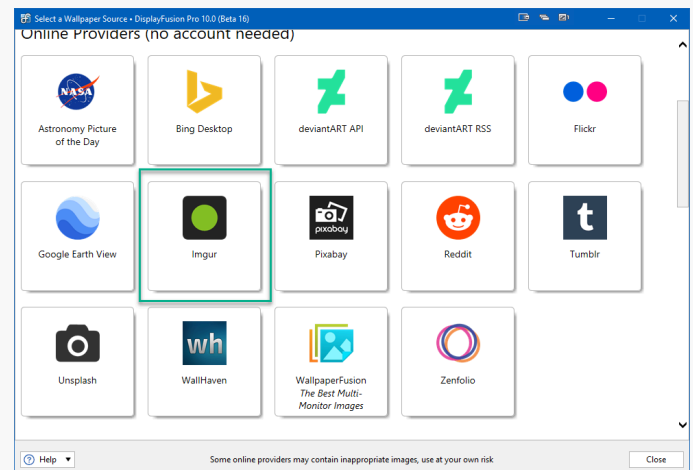 Select a Wallpaper Source • DisplayFusion Pro 10.0 (Beta 16)
Online Providers (no account needed)
NASA
Astronomy Picture
of the Day
Bing Desktop
deviantART API
deviantART RSS
Flickr
Google Earth View
Imgur
pixabay
Pixabay
Reddit
t
Tumblr
Unsplash
wh
WallHaven
WallpaperFusion
The Best Multi-
Monitor Images
Zenfolio
? Help
Some online providers may contain inappropriate images, use at your own risk
Close